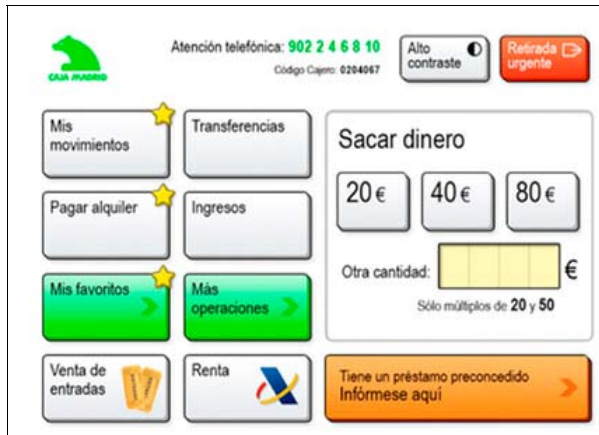 Atención telefónica: 902 2 4 6 8 10
Código Cajero: 0204067
Alto
contraste
Retirada
urgente
CAJA MADRID
Mis
movimientos
Transferencias
Pagar alquiler
Ingresos
Mis favoritos
Más
operaciones
Venta de
entradas
Renta
Sacar dinero
20 €
40 €
80 €
Otra cantidad:
€
Sólo múltiplos de 20 y 50
Tiene un préstamo preconcedido
Infórmese aquí